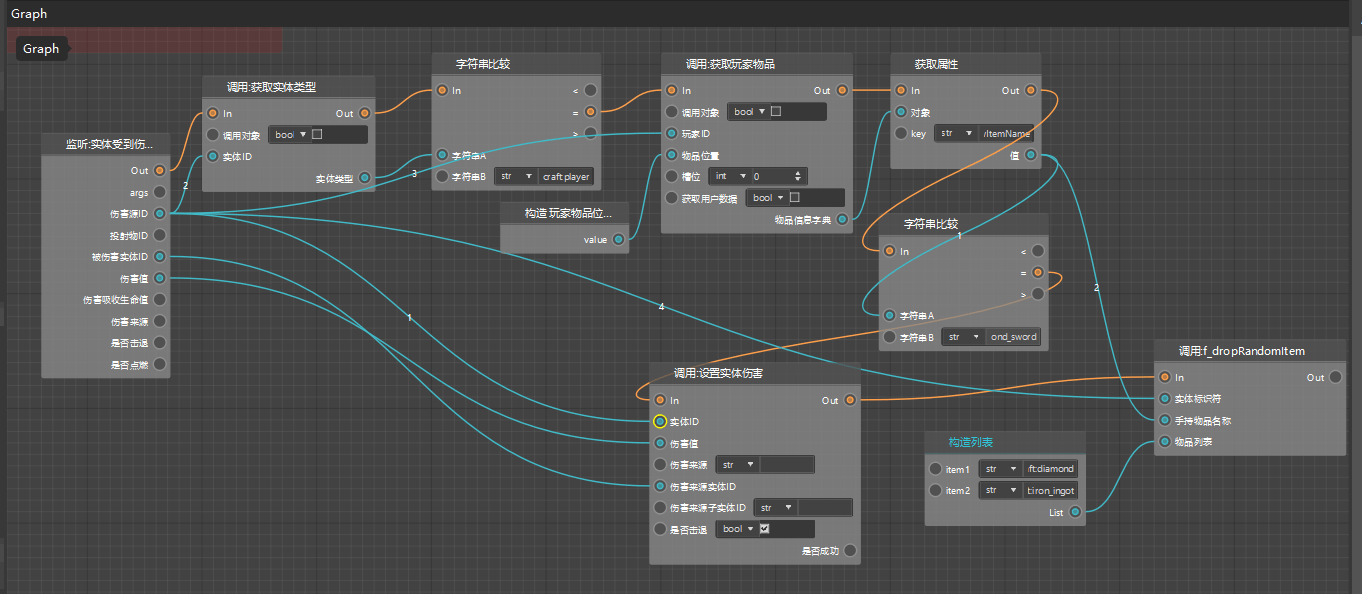 Graph
Graph
监听:实体受到伤...
Out
args
伤害源ID
投射物ID
被伤害实体ID
伤害值
伤害吸收生命值
伤害来源
是否击退
是否点燃
2
调用:获取实体类型
In
Out
调用对象
bool
实体ID
实体类型
3
字符串比较
In
<
=
>
字符串A
字符串B
str
craft:player
构造 玩家物品位...
value
调用:获取玩家物品
In
Out
调用对象
bool
玩家ID
物品位置
槽位
int
0
获取用户数据
bool
物品信息字典
获取属性
In
Out
对象
key
str
/ItemName
值
字符串比较
1
In
<
=
>
字符串A
字符串B
str
ond_sword
2
1
4
调用:设置实体伤害
In
Out
实体ID
伤害值
伤害来源
str
伤害来源实体ID
伤害来源子实体ID
str
是否击退
bool
是否成功
构造列表
item1
str
ft:diamond
item2
str
t:iron_ingot
List
调用:f_dropRandomItem
In
Out
实体标识符
手持物品名称
物品列表